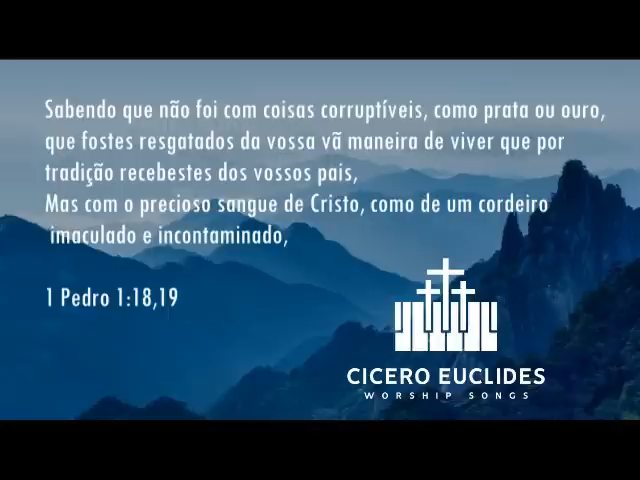 Sabendo que não foi com coisas corruptíveis, como prata ou ouro,
que fostes resgatados da vossa vã maneira de viver que por
tradição recebestes dos vossos pais,
Mas com o precioso sangue de Cristo, como de um cordeiro
imaculado e incontaminado,
1 Pedro 1:18,19
CICERO EUCLIDES
WORSHIP SONGS